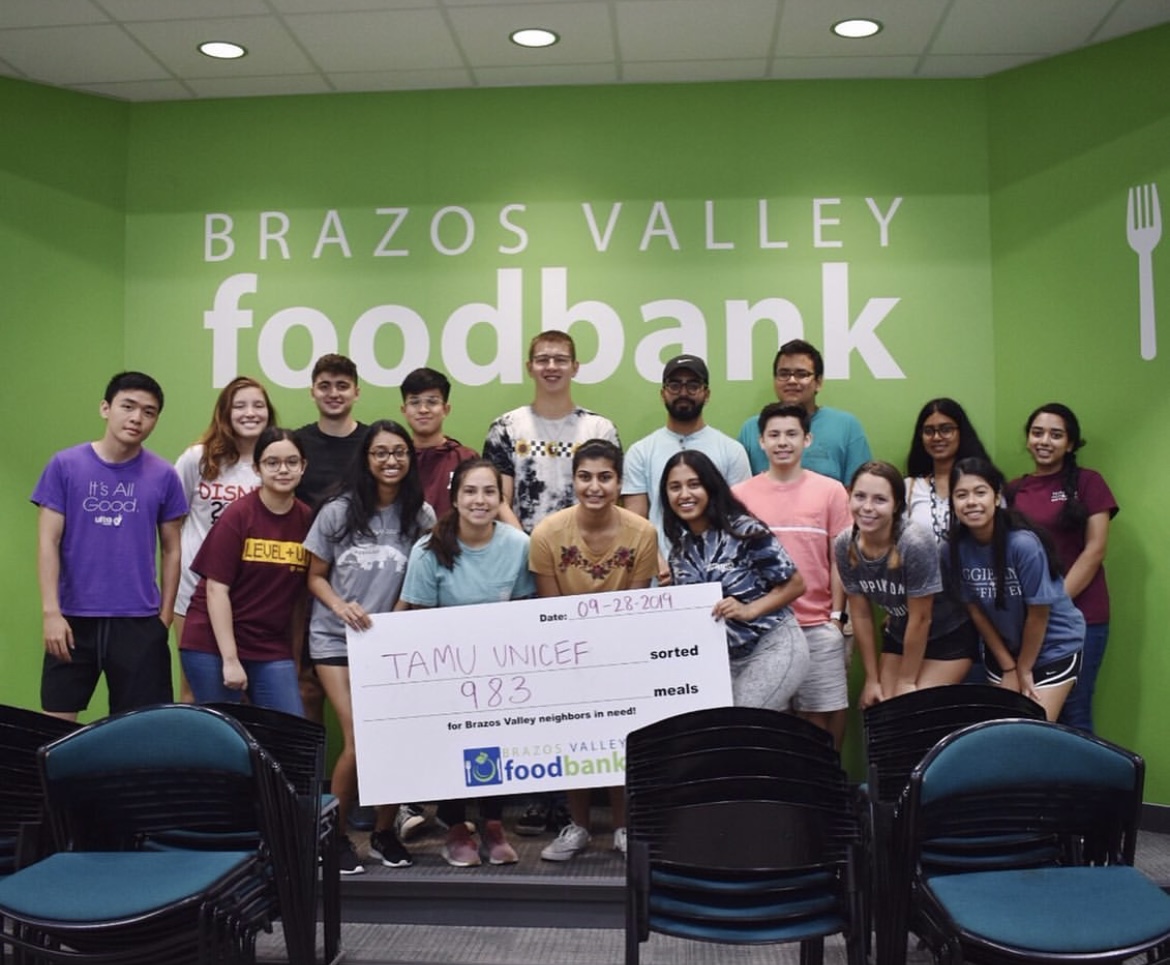 BRAZOS VALLEY
foodbank
It's All
Good.
DISN
LEVEL+U
Date: 09-28-2019
TAMU UNICEF sorted
983 meals
for Brazos Valley neighbors in need!
BRAZOS VALLEY
foodbank